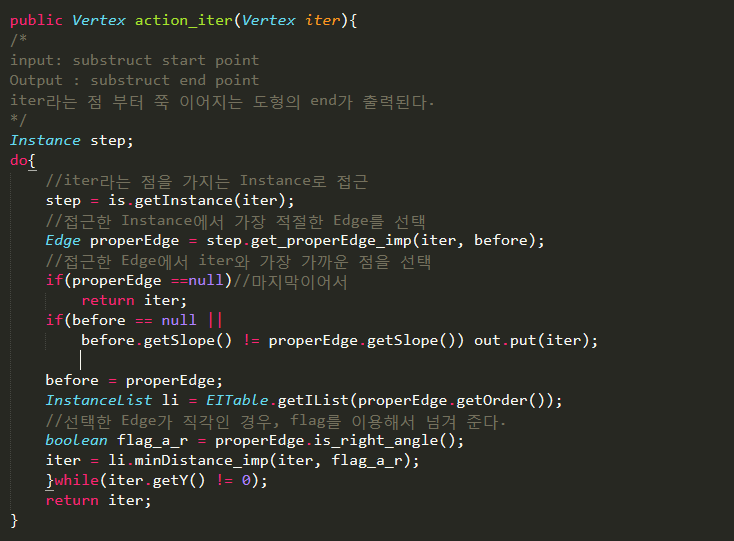 public Vertex action_iter(Vertex iter){
/*
input: substruct start point
Output : substruct end point
iter라는 점 부터 쭉 이어지는 도형의 end가 출력된다.
*/
Instance step;
do{
//iter라는 점을 가지는 Instance로 접근
step = is.getInstance(iter);
//접근한 Instance에서 가장 적절한 Edge를 선택
Edge properEdge = step.get_properEdge_imp(iter, before);
//접근한 Edge에서 iter와 가장 가까운 점을 선택
if(properEdge ==null)//마지막이어서
return iter;
if(before == null ||
before.getSlope() != properEdge.getSlope()) out.put(iter);
before = properEdge;
InstanceList li = EITable.getIList(properEdge.getOrder());
//선택한 Edge가 직각인 경우, flag를 이용해서 넘겨 준다.
boolean flag_a_r = properEdge.is_right_angle();
iter = li.minDistance_imp(iter, flag_a_r);
}while(iter.getY() != 0);
return iter;
}